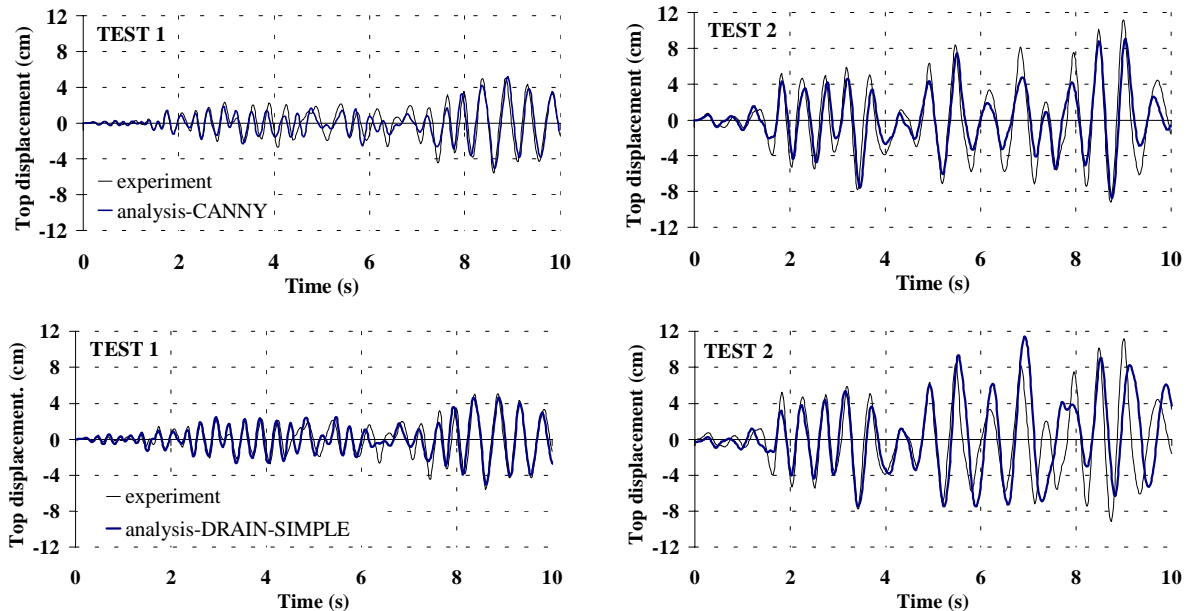 TEST 1
Top displacement (cm)
12
8
4
0
-4
-8
-12
experiment
analysis-CANNY
0 2 4 6 8 10
Time (s)
TEST 2
Top displacement (cm)
12
8
4
0
-4
-8
-12
0 2 4 6 8 10
Time (s)
TEST 1
Top displacement. (cm)
12
8
4
0
-4
-8
-12
experiment
analysis-DRAIN-SIMPLE
0 2 4 6 8 10
Time (s)
TEST 2
Top displacement (cm)
12
8
4
0
-4
-8
-12
0 2 4 6 8 10
Time (s)